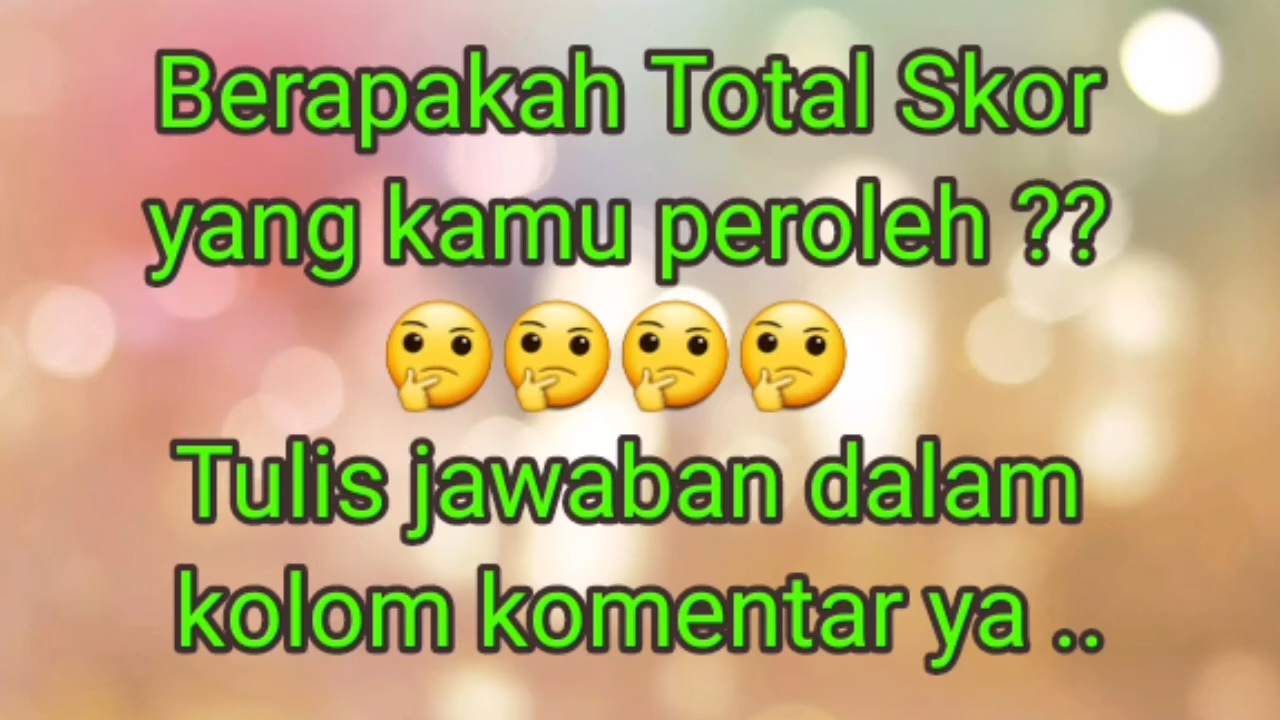 Berapakah Total Skor
yang kamu peroleh ??
🤔🤔🤔🤔
Tulis jawaban dalam
kolom komentar ya ..